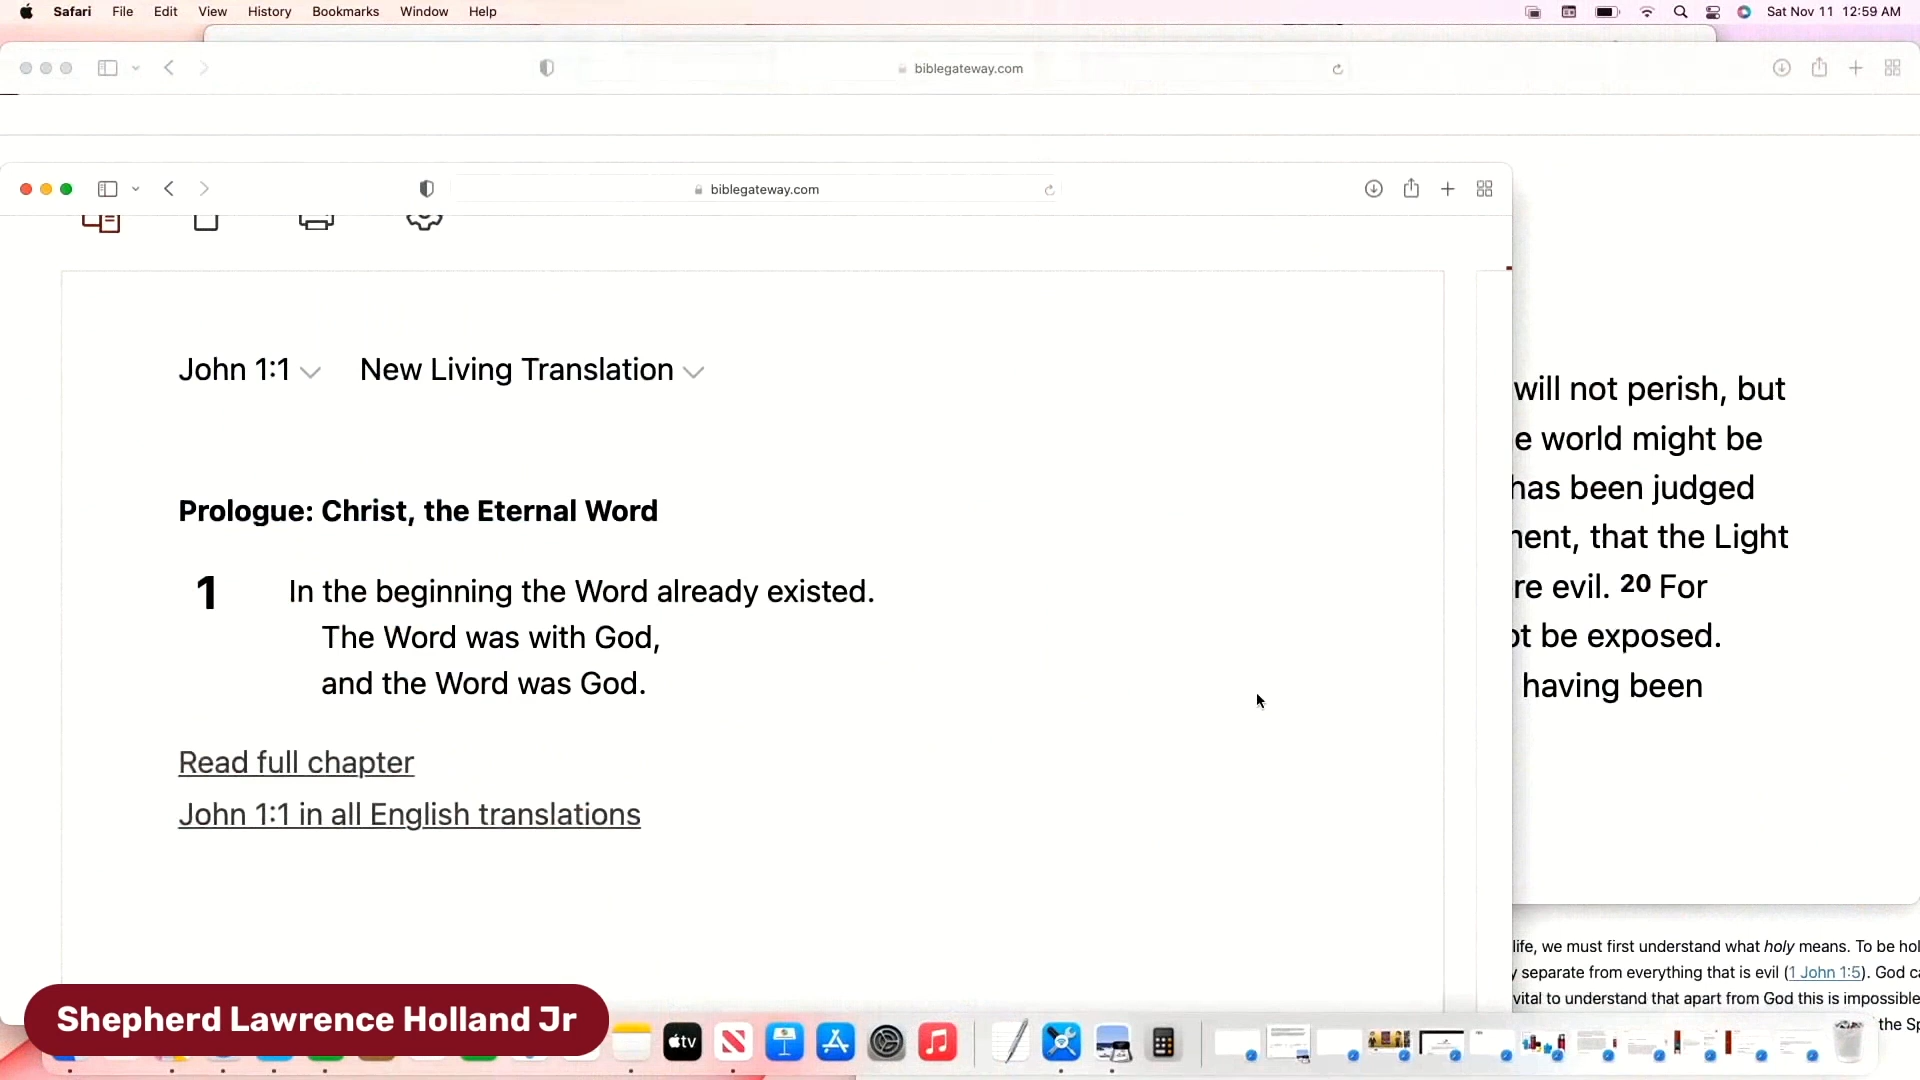 Safari File Edit View History Bookmarks Window Help Sat Nov 11 12:59 AM
biblegateway.com
biblegateway.com
John 1:1 New Living Translation
Prologue: Christ, the Eternal Word
1 In the beginning the Word already existed.
The Word was with God,
and the Word was God.
Read full chapter
John 1:1 in all English translations
will not perish, but
e world might be
has been judged
ent, that the Light
re evil. 20 For
ot be exposed.
having been
life, we must first understand what holy means. To be hol
y separate from everything that is evil (1 John 1:5). God ca
vital to understand that apart from God this is impossible
the Sp
Shepherd Lawrence Holland Jr
tv